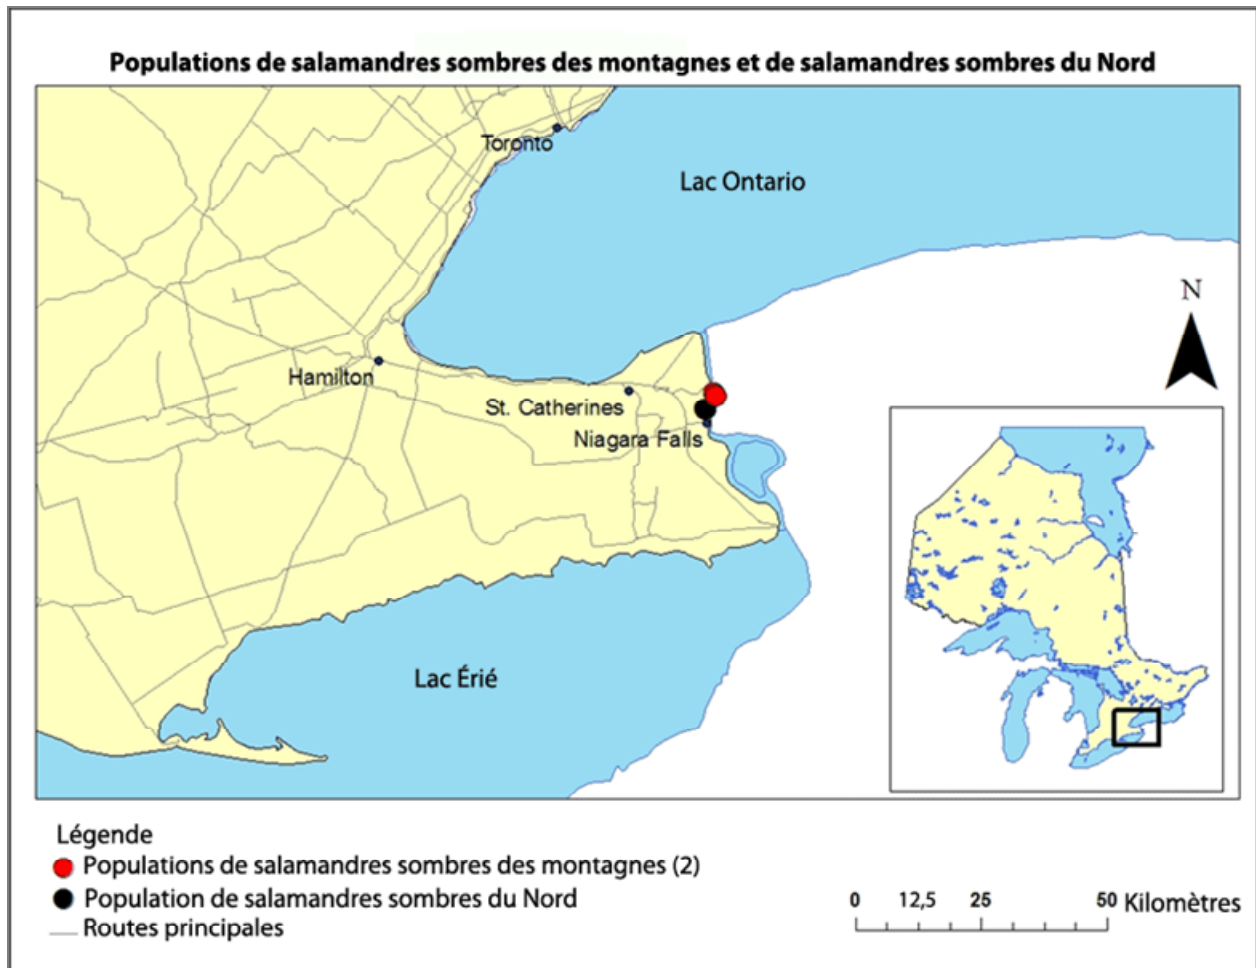 Populations de salamandres sombres des montagnes et de salamandres sombres du Nord
Toronto
Lac Ontario
N
Hamilton
St. Catherines
Niagara Falls
Lac Érié
Légende
Populations de salamandres sombres des montagnes (2)
Population de salamandres sombres du Nord
Routes principales
0 12,5 25 50 Kilomètres